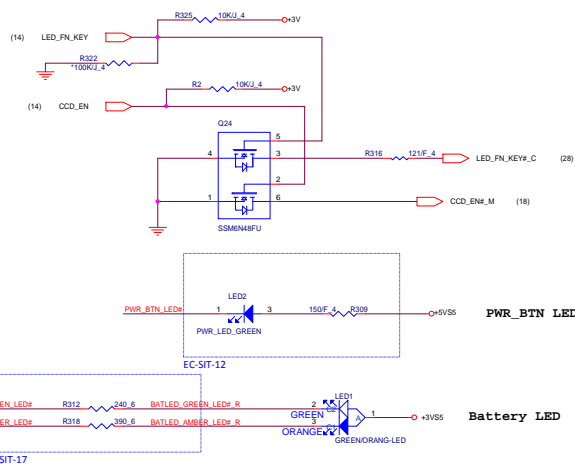 R325 10K/J_4 +3V
(14) LED_FN_KEY
R322
*100K/J_4
R2 10K/J_4 +3V
(14) CCD_EN
Q24
5
4 3 R316 121/F_4 LED_FN_KEY#_C (28)
2
1 6 CCD_EN#_M (18)
SSM6N48FU
LED2
PWR_BTN_LED# 1 3 150/F_4 R309 +5VS5 PWR_BTN LED
PWR_LED_GREEN
EC-SIT-12
LED1
EN_LED# R312 240_6 BATLED_GREEN_LED#_R 2 C2
GREEN A 1 +3VS5 Battery LED
ER_LED# R318 390_6 BATLED_AMBER_LED#_R 3 C1
ORANGE GREEN/ORANG-LED
SIT-17